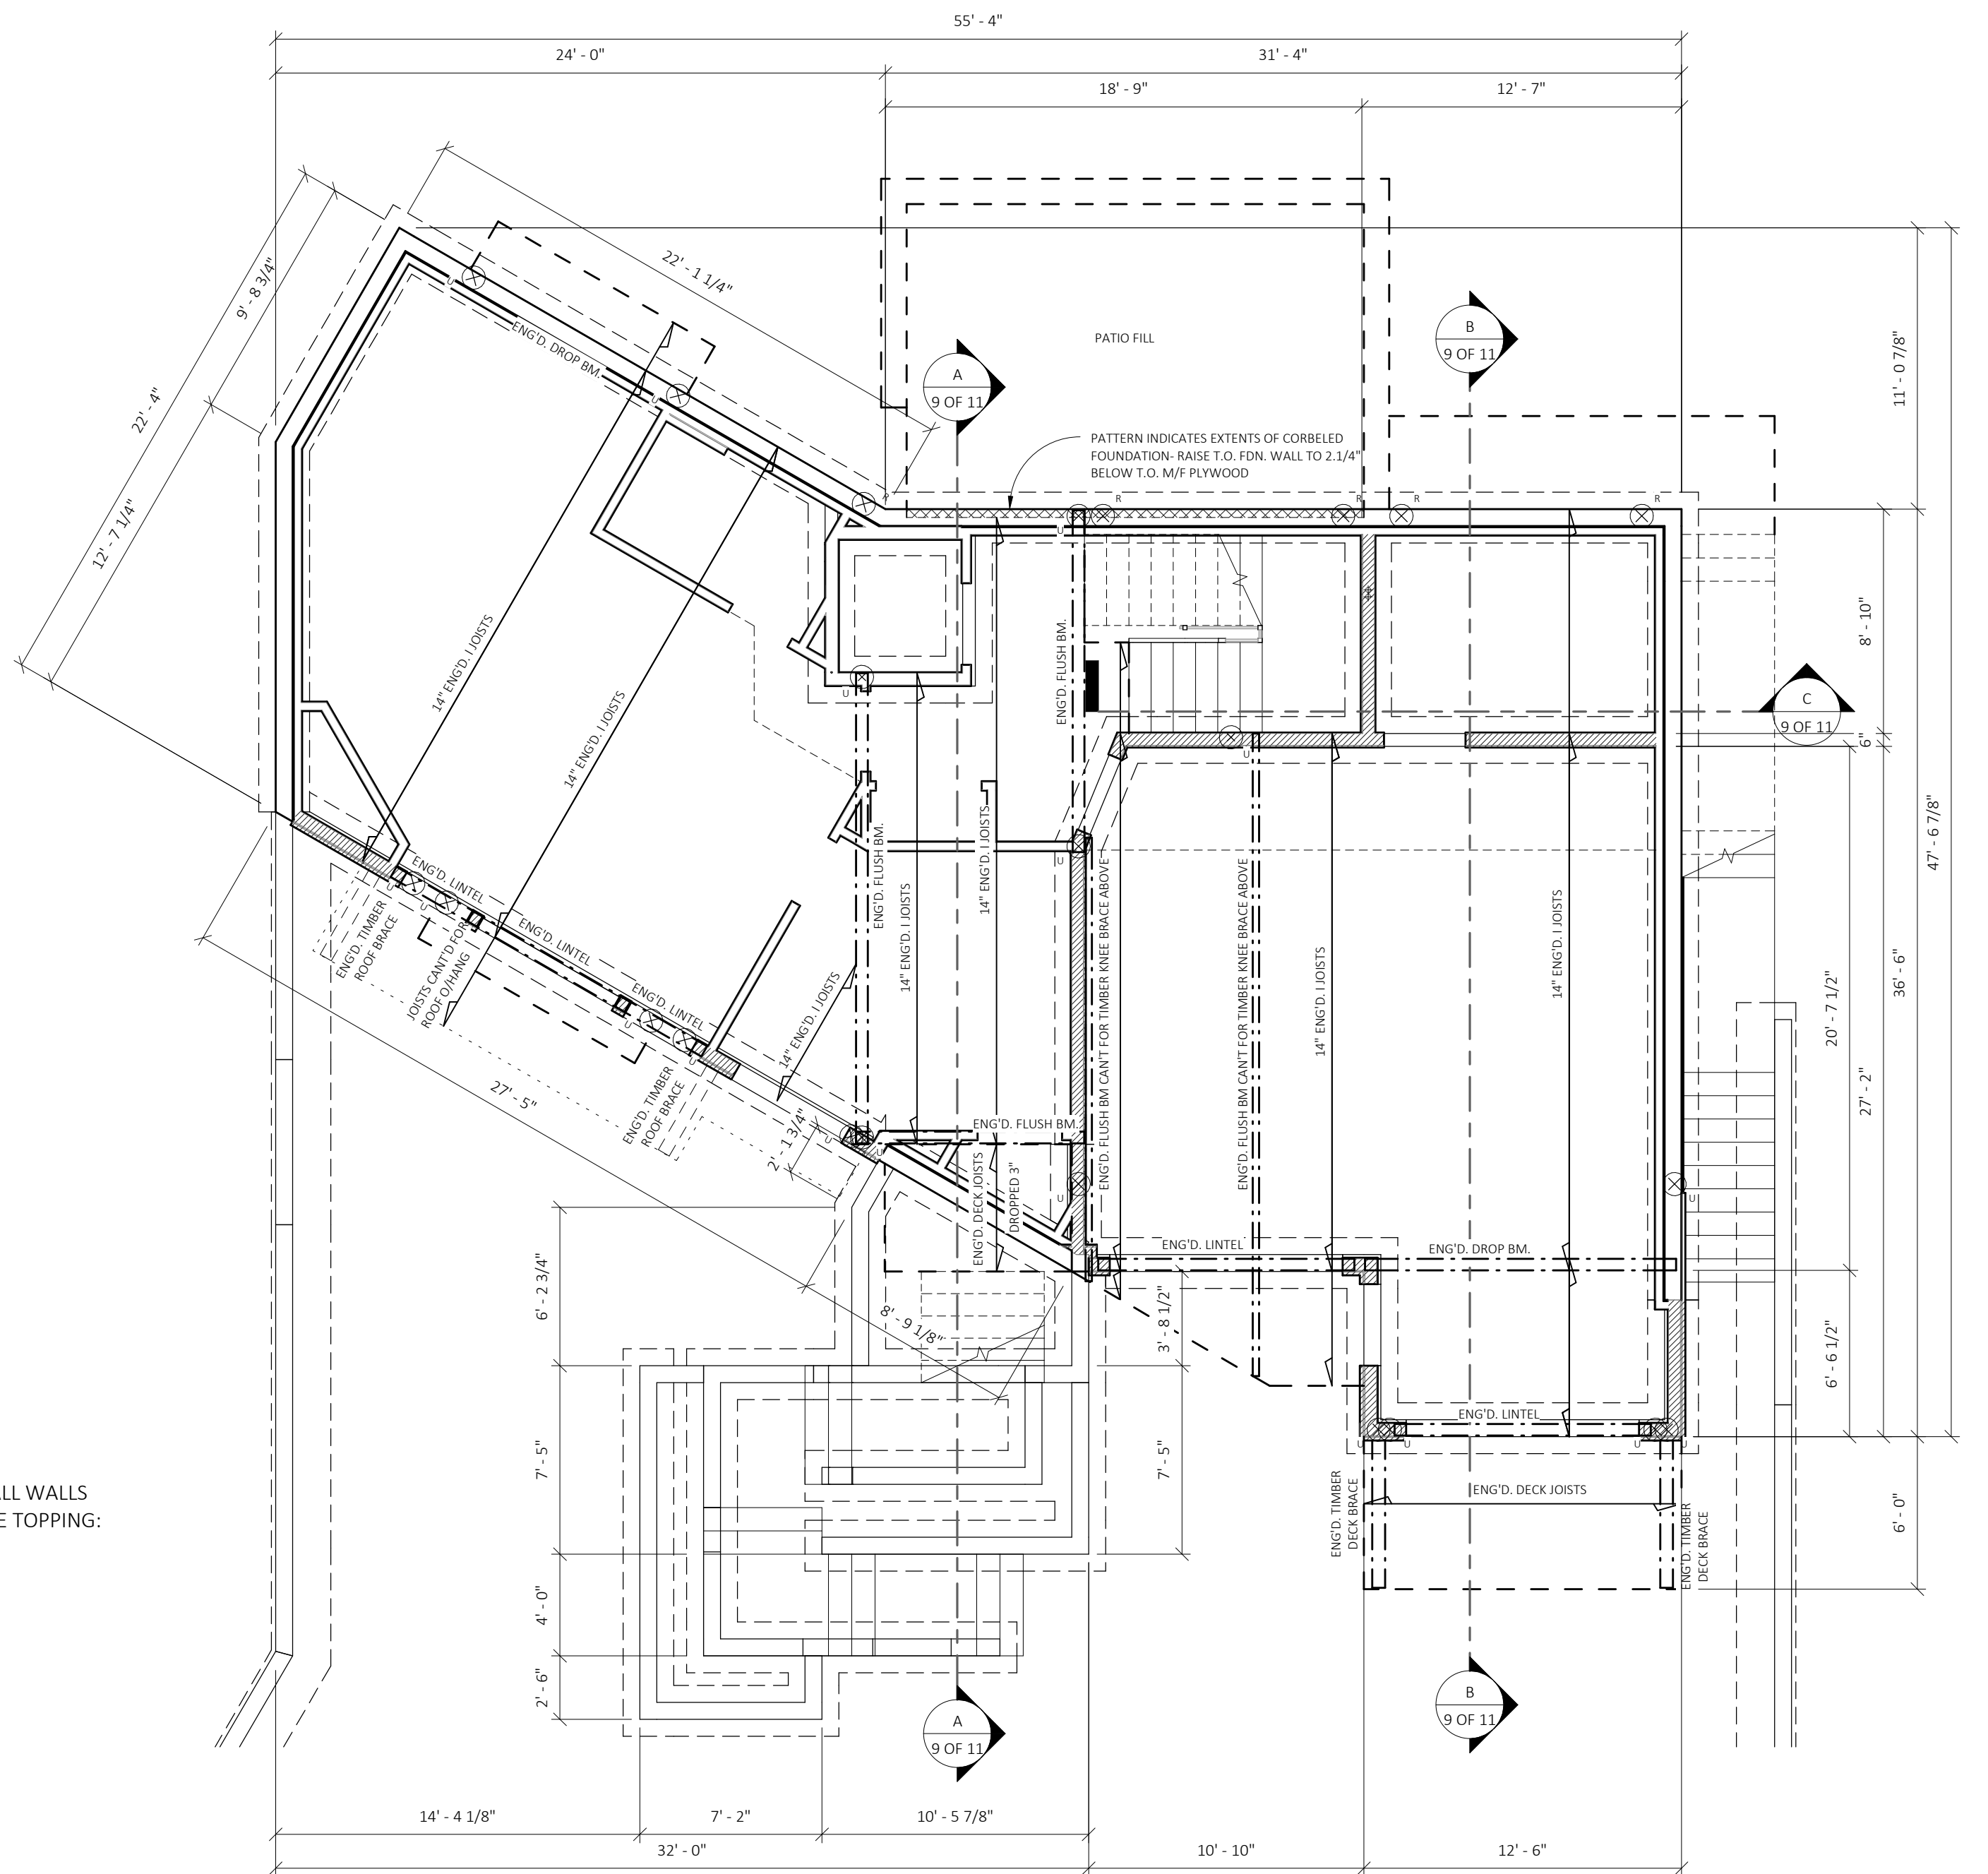 55' - 4"
24' - 0"
31' - 4"
18' - 9"
12' - 7"
22' - 1 1/4"
9' - 8 3/4"
22' - 4"
12' - 7 1/4"
11' - 0 7/8"
PATIO FILL
B
9 OF 11
A
9 OF 11
ENG'D. DROP BM.
U
U
PATTERN INDICATES EXTENTS OF CORBELED
FOUNDATION- RAISE T.O. FDN. WALL TO 2.1/4"
BELOW T.O. M/F PLYWOOD
R
R
R
R
R
U
8' - 10"
14" ENG'D. I JOISTS
14" ENG'D. I JOISTS
ENG'D. FLUSH BM.
U
C
9 OF 11
6"
U
47' - 6 7/8"
ENG'D. LINTEL
ENG'D. LINTEL
ENG'D. LINTEL
U
U
U
U
ENG'D. TIMBER
ROOF BRACE
JOISTS CANT'D FOR
ROOF O/HANG
ENG'D. FLUSH BM.
14" ENG'D. I JOISTS
14" ENG'D. I JOISTS
14" ENG'D. I JOISTS
U
ENG'D. FLUSH BM CAN'T FOR TIMBER KNEE BRACE ABOVE
ENG'D. FLUSH BM CAN'T FOR TIMBER KNEE BRACE ABOVE
14" ENG'D. I JOISTS
14" ENG'D. I JOISTS
36' - 6"
20' - 7 1/2"
27' - 2"
27' - 5"
ENG'D. TIMBER
ROOF BRACE
2' - 1 3/4"
U
U
ENG'D. FLUSH BM.
ENG'D. DECK JOISTS
DROPPED 3"
U
U
ENG'D. LINTEL
ENG'D. DROP BM.
6' - 2 3/4"
8' - 9 1/8"
3' - 8 1/2"
6' - 6 1/2"
ENG'D. LINTEL
U
U
U
U
7' - 5"
7' - 5"
ENG'D. TIMBER
DECK BRACE
ENG'D. DECK JOISTS
ENG'D. TIMBER
DECK BRACE
6' - 0"
ALL WALLS
E TOPPING:
4' - 0"
2' - 6"
A
9 OF 11
B
9 OF 11
14' - 4 1/8"
7' - 2"
10' - 5 7/8"
32' - 0"
10' - 10"
12' - 6"